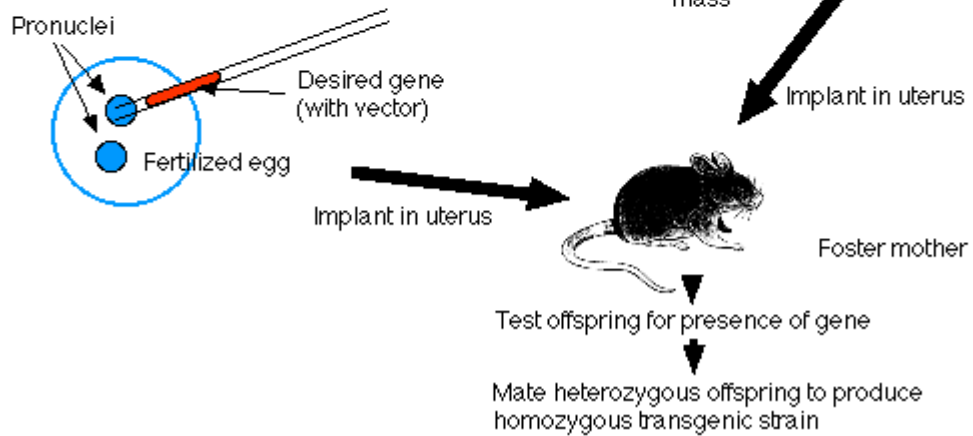 mass
Pronuclei
Desired gene
(with vector)
Implant in uterus
Fertilized egg
Implant in uterus
Foster mother
Test offspring for presence of gene
Mate heterozygous offspring to produce
homozygous transgenic strain